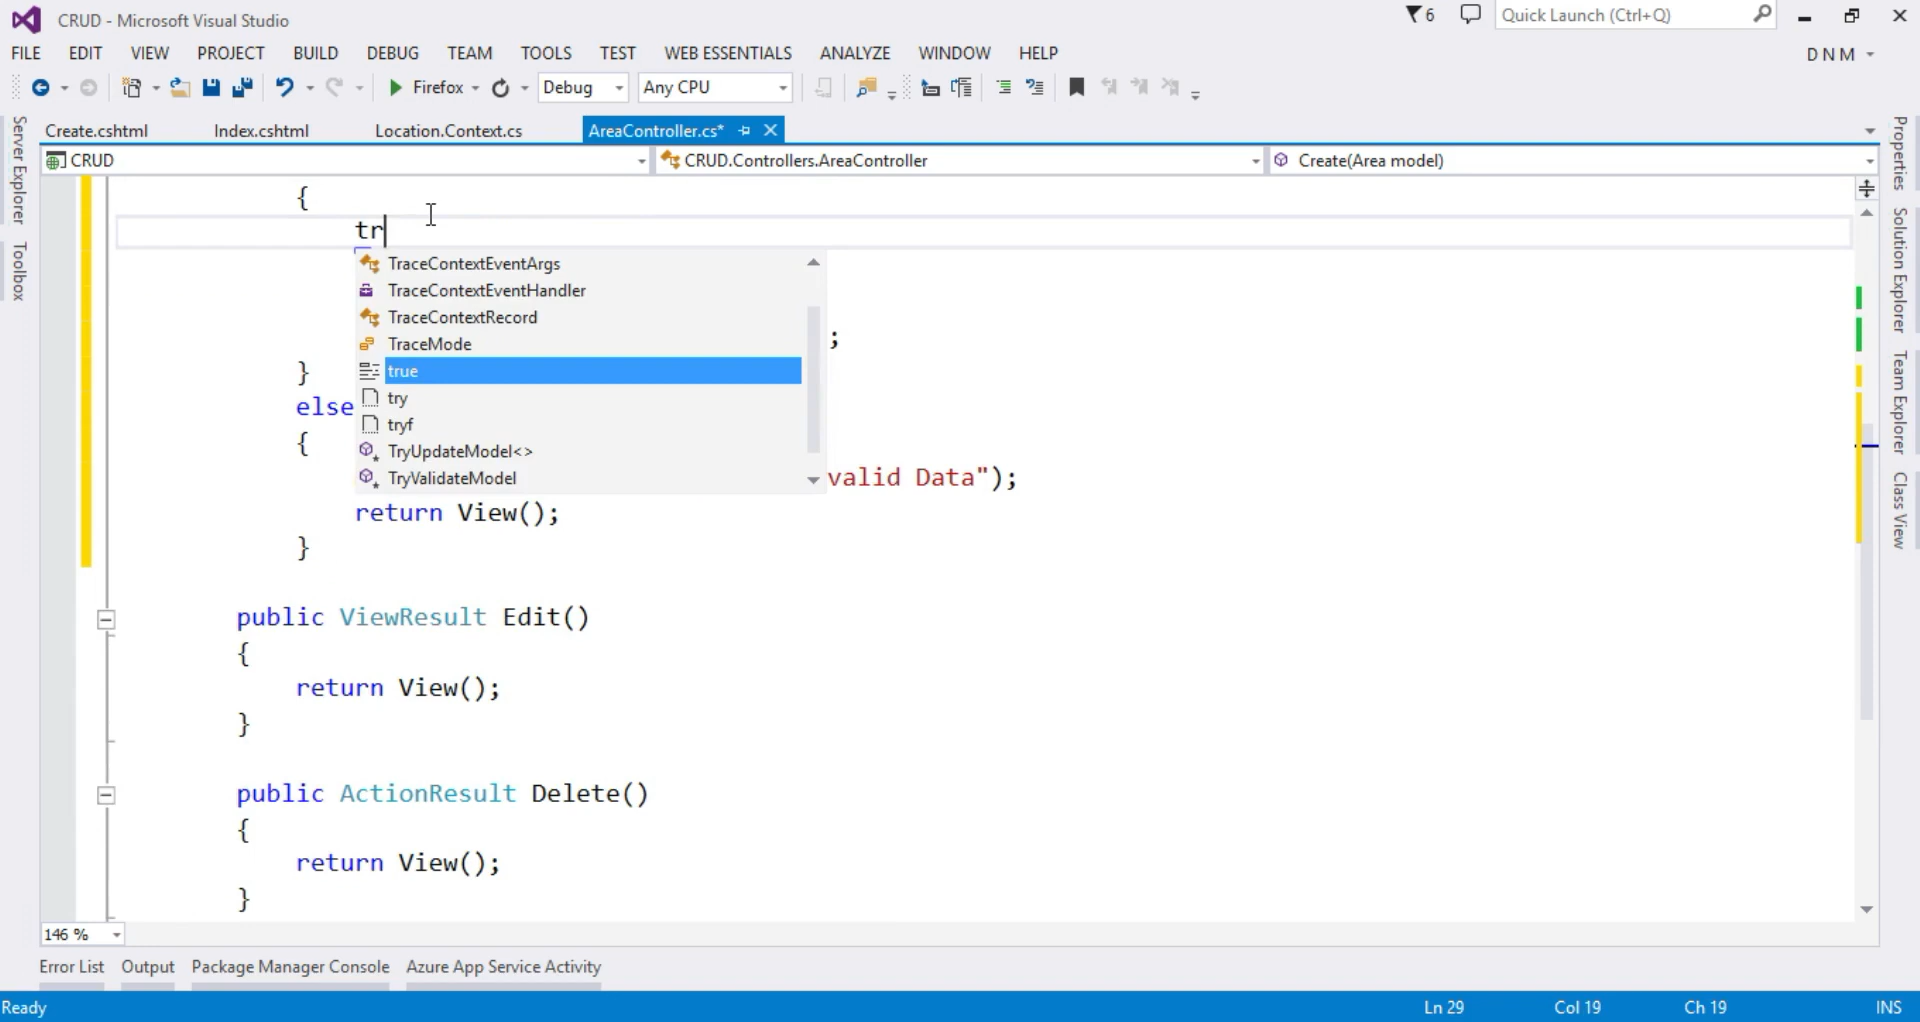 CRUD - Microsoft Visual Studio
6
Quick Launch (Ctrl+Q)
FILE EDIT VIEW PROJECT BUILD DEBUG TEAM TOOLS TEST WEB ESSENTIALS ANALYZE WINDOW HELP
D N M
Firefox Debug Any CPU
Create.cshtml Index.cshtml Location.Context.cs AreaController.cs*
CRUD CRUD.Controllers.AreaController Create(Area model)
Server Explorer
Toolbox
{
tr
TraceContextEventArgs
TraceContextEventHandler
TraceContextRecord
TraceMode
true
try
tryf
TryUpdateModel<>
TryValidateModel
;
}
else
{
valid Data");
return View();
}
public ViewResult Edit()
{
return View();
}
public ActionResult Delete()
{
return View();
}
Properties
Solution Explorer
Team Explorer
Class View
146 %
Error List Output Package Manager Console Azure App Service Activity
Ready Ln 29 Col 19 Ch 19 INS